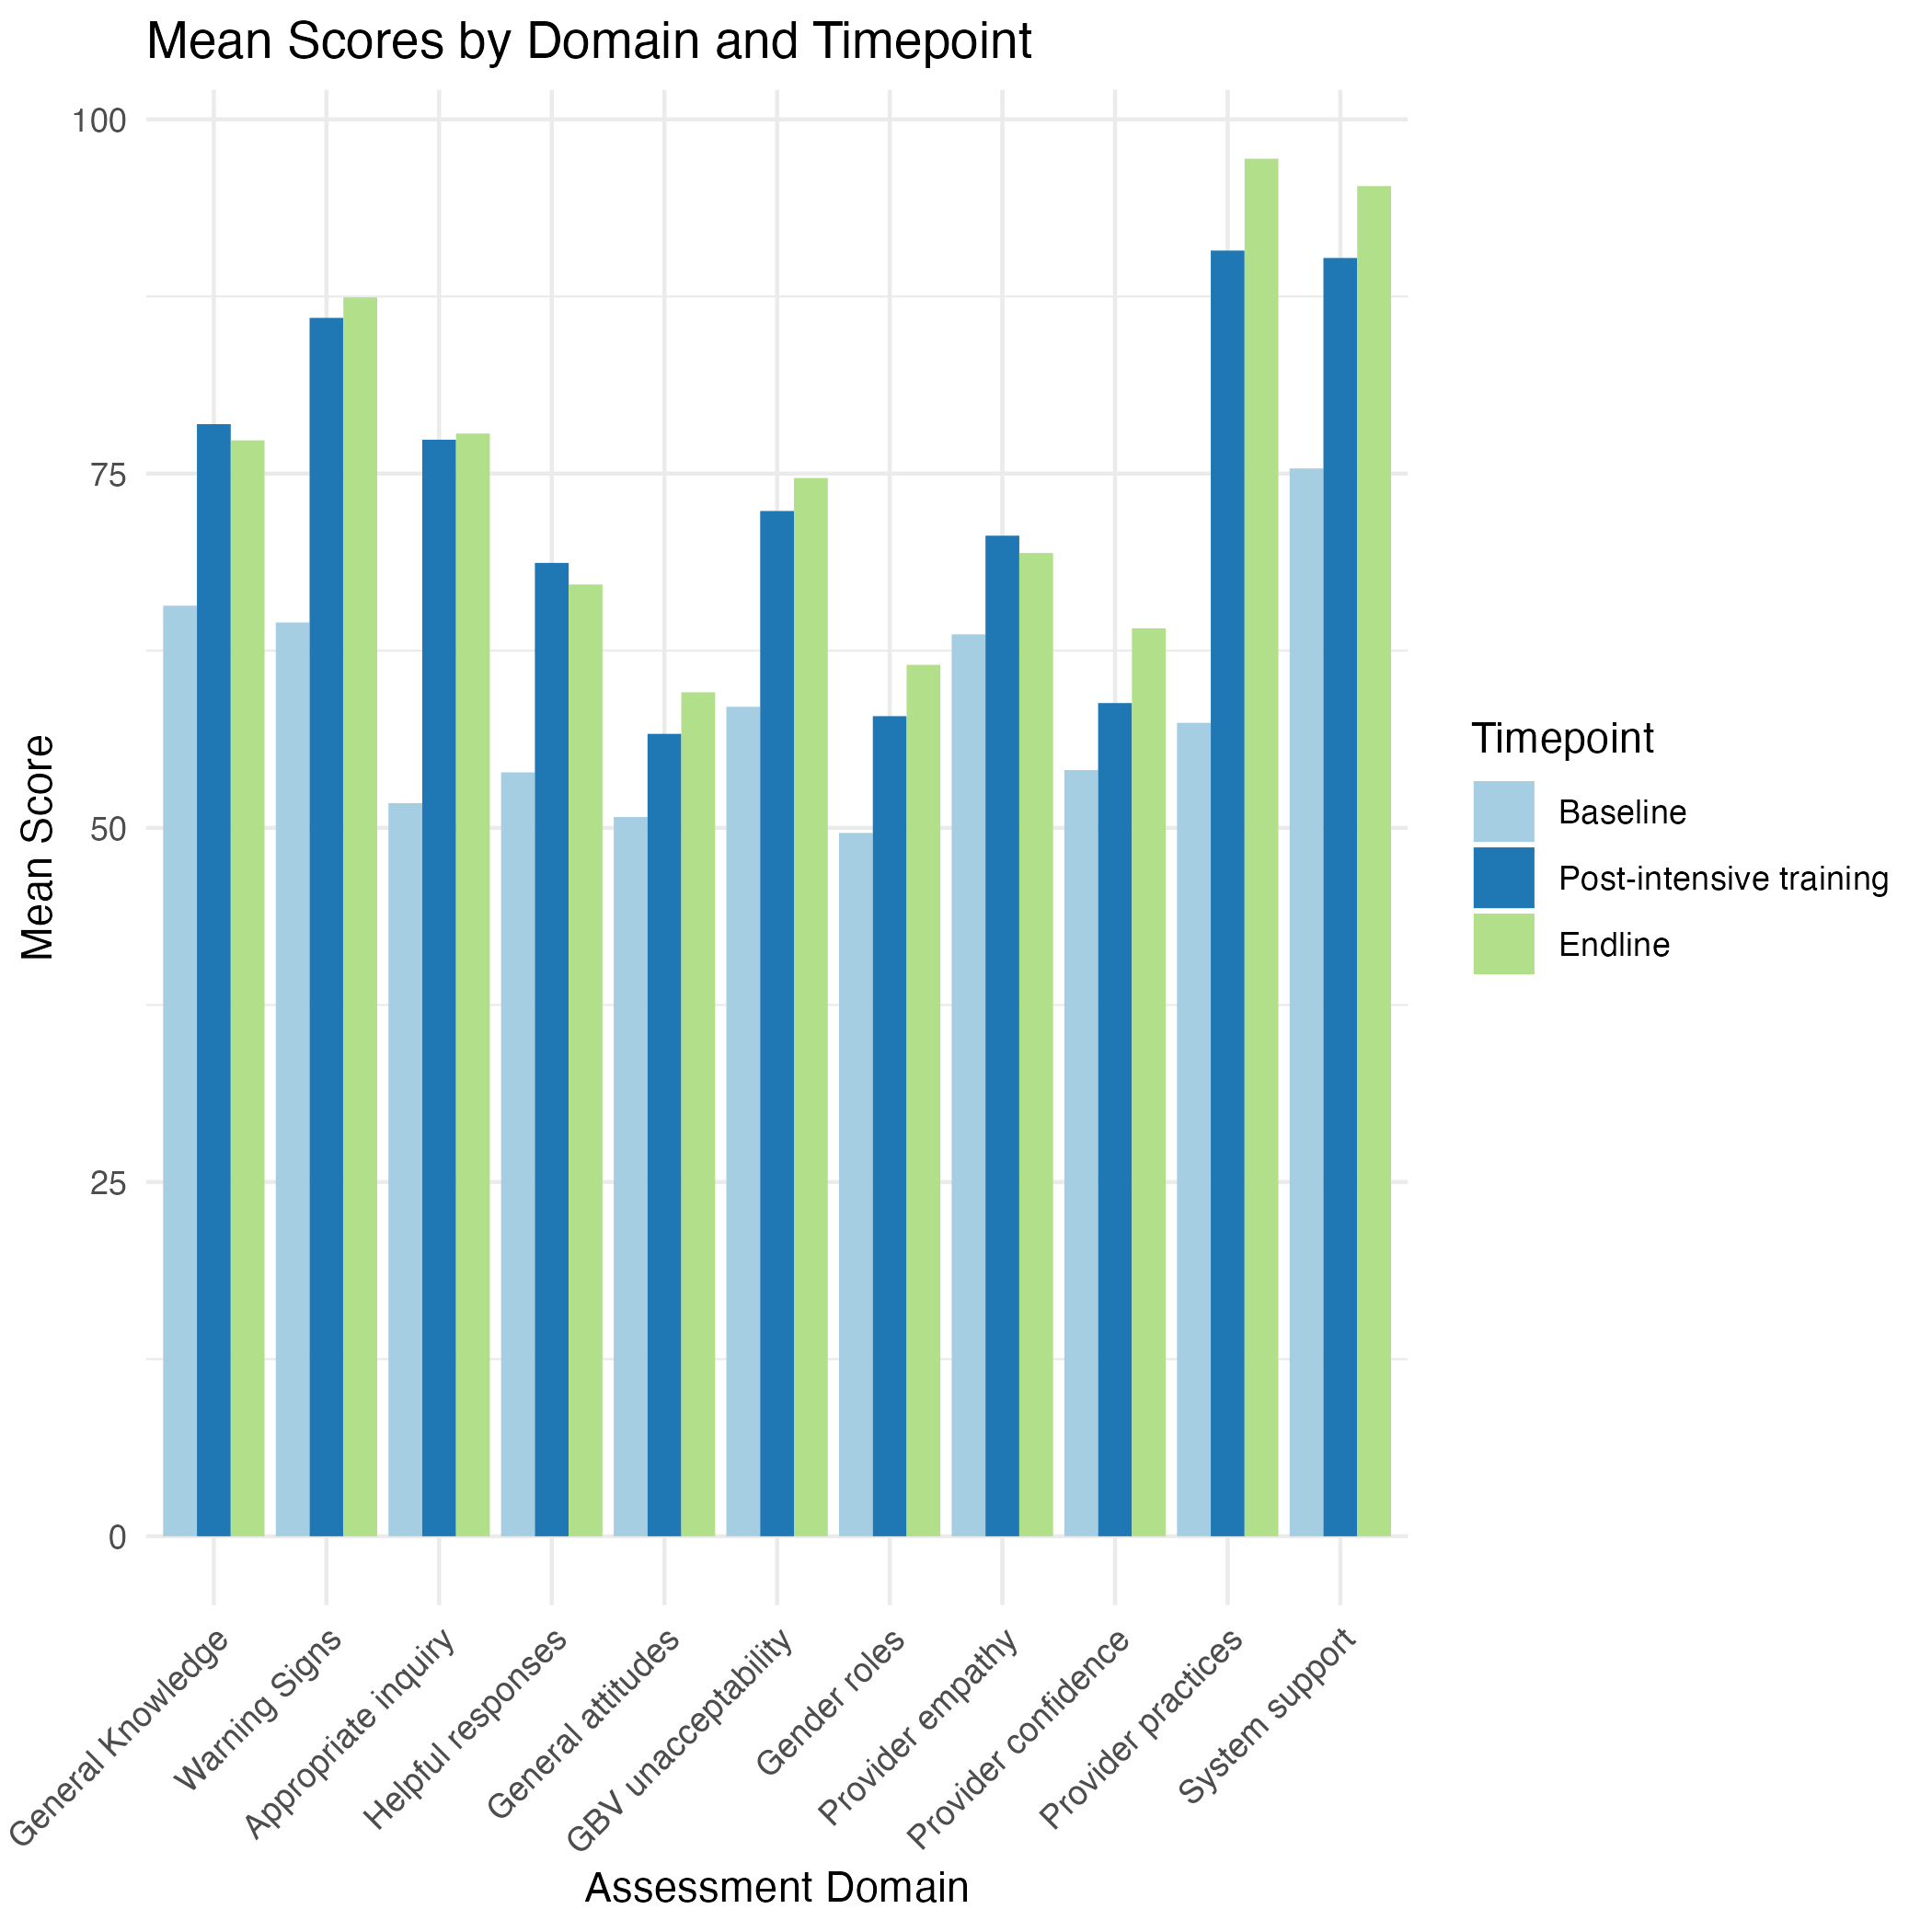 Mean Scores by Domain and Timepoint
100
75
50
25
0
Mean Score
General Knowledge
Warning Signs
Appropriate inquiry
Helpful responses
General attitudes
GBV unacceptability
Gender roles
Provider empathy
Provider confidence
Provider practices
System support
Assessment Domain
Timepoint
Baseline
Post-intensive training
Endline